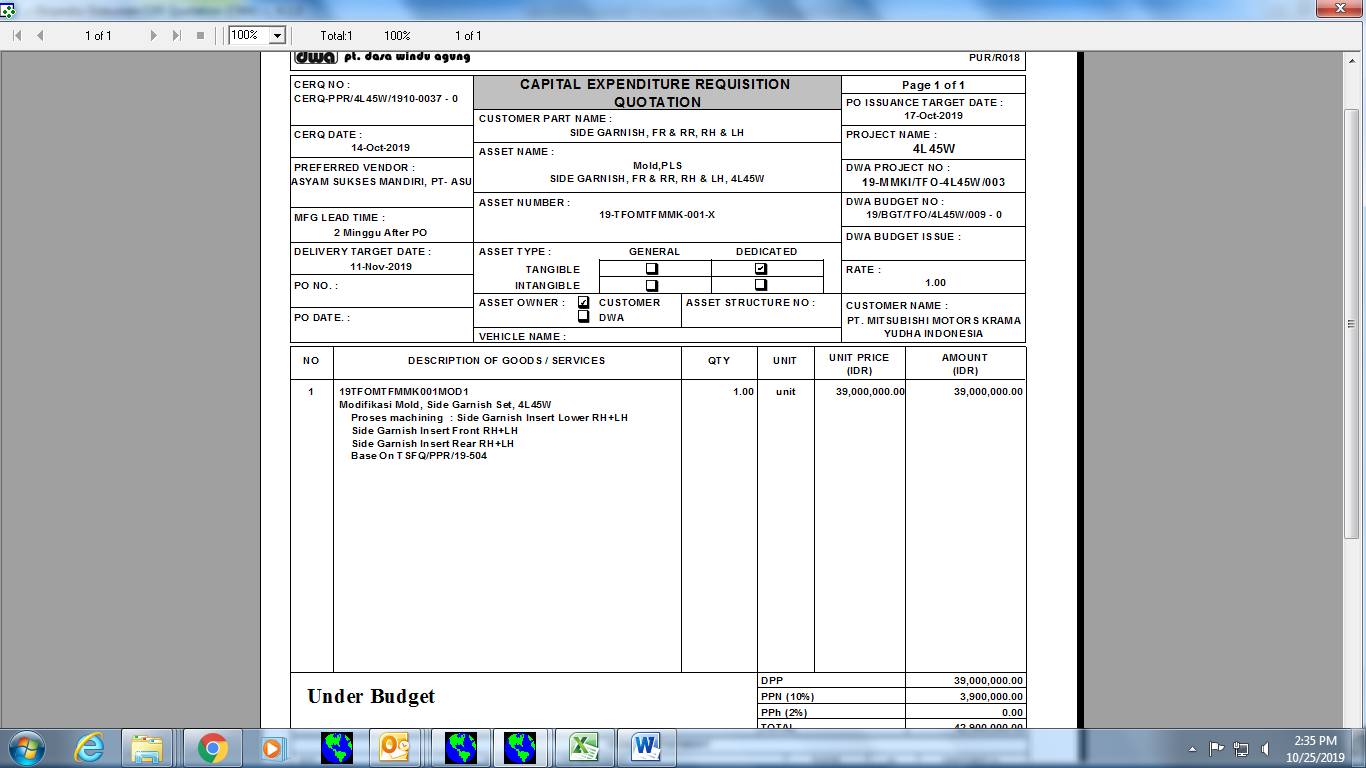 1 of 1
100%
Total:1
100%
1 of 1
dwa pt. dasa windu agung
PUR/R018
CERQ NO :
CERQ-PPR/4L45W/1910-0037 - 0
CERQ DATE :
14-Oct-2019
PREFERRED VENDOR :
ASYAM SUKSES MANDIRI, PT- ASU
MFG LEAD TIME :
2 Minggu After PO
DELIVERY TARGET DATE :
11-Nov-2019
PO NO. :
PO DATE. :
CAPITAL EXPENDITURE REQUISITION
QUOTATION
CUSTOMER PART NAME :
SIDE GARNISH, FR & RR, RH & LH
ASSET NAME :
Mold,PLS
SIDE GARNISH, FR & RR, RH & LH, 4L45W
ASSET NUMBER :
19-TFOMTFMMK-001-X
ASSET TYPE :
GENERAL
DEDICATED
TANGIBLE
INTANGIBLE
ASSET OWNER :
CUSTOMER
DWA
ASSET STRUCTURE NO :
VEHICLE NAME :
Page 1 of 1
PO ISSUANCE TARGET DATE :
17-Oct-2019
PROJECT NAME :
4L45W
DWA PROJECT NO :
19-MMKI/TFO-4L45W/003
DWA BUDGET NO :
19/BGT/TFO/4L45W/009 - 0
DWA BUDGET ISSUE :
RATE :
1.00
CUSTOMER NAME :
PT. MITSUBISHI MOTORS KRAMA
YUDHA INDONESIA
NO
DESCRIPTION OF GOODS / SERVICES
QTY
UNIT
UNIT PRICE
(IDR)
AMOUNT
(IDR)
1
19TFOMTFMMK001MOD1
1.00
unit
39,000,000.00
39,000,000.00
Modifikasi Mold, Side Garnish Set, 4L45W
Proses machining : Side Garnish Insert Lower RH+LH
Side Garnish Insert Front RH+LH
Side Garnish Insert Rear RH+LH
Base On TSFQ/PPR/19-504
Under Budget
DPP
39,000,000.00
PPN (10%)
3,900,000.00
PPh (2%)
0.00
TOTAL
42,900,000.00
2:35 PM
10/25/2019